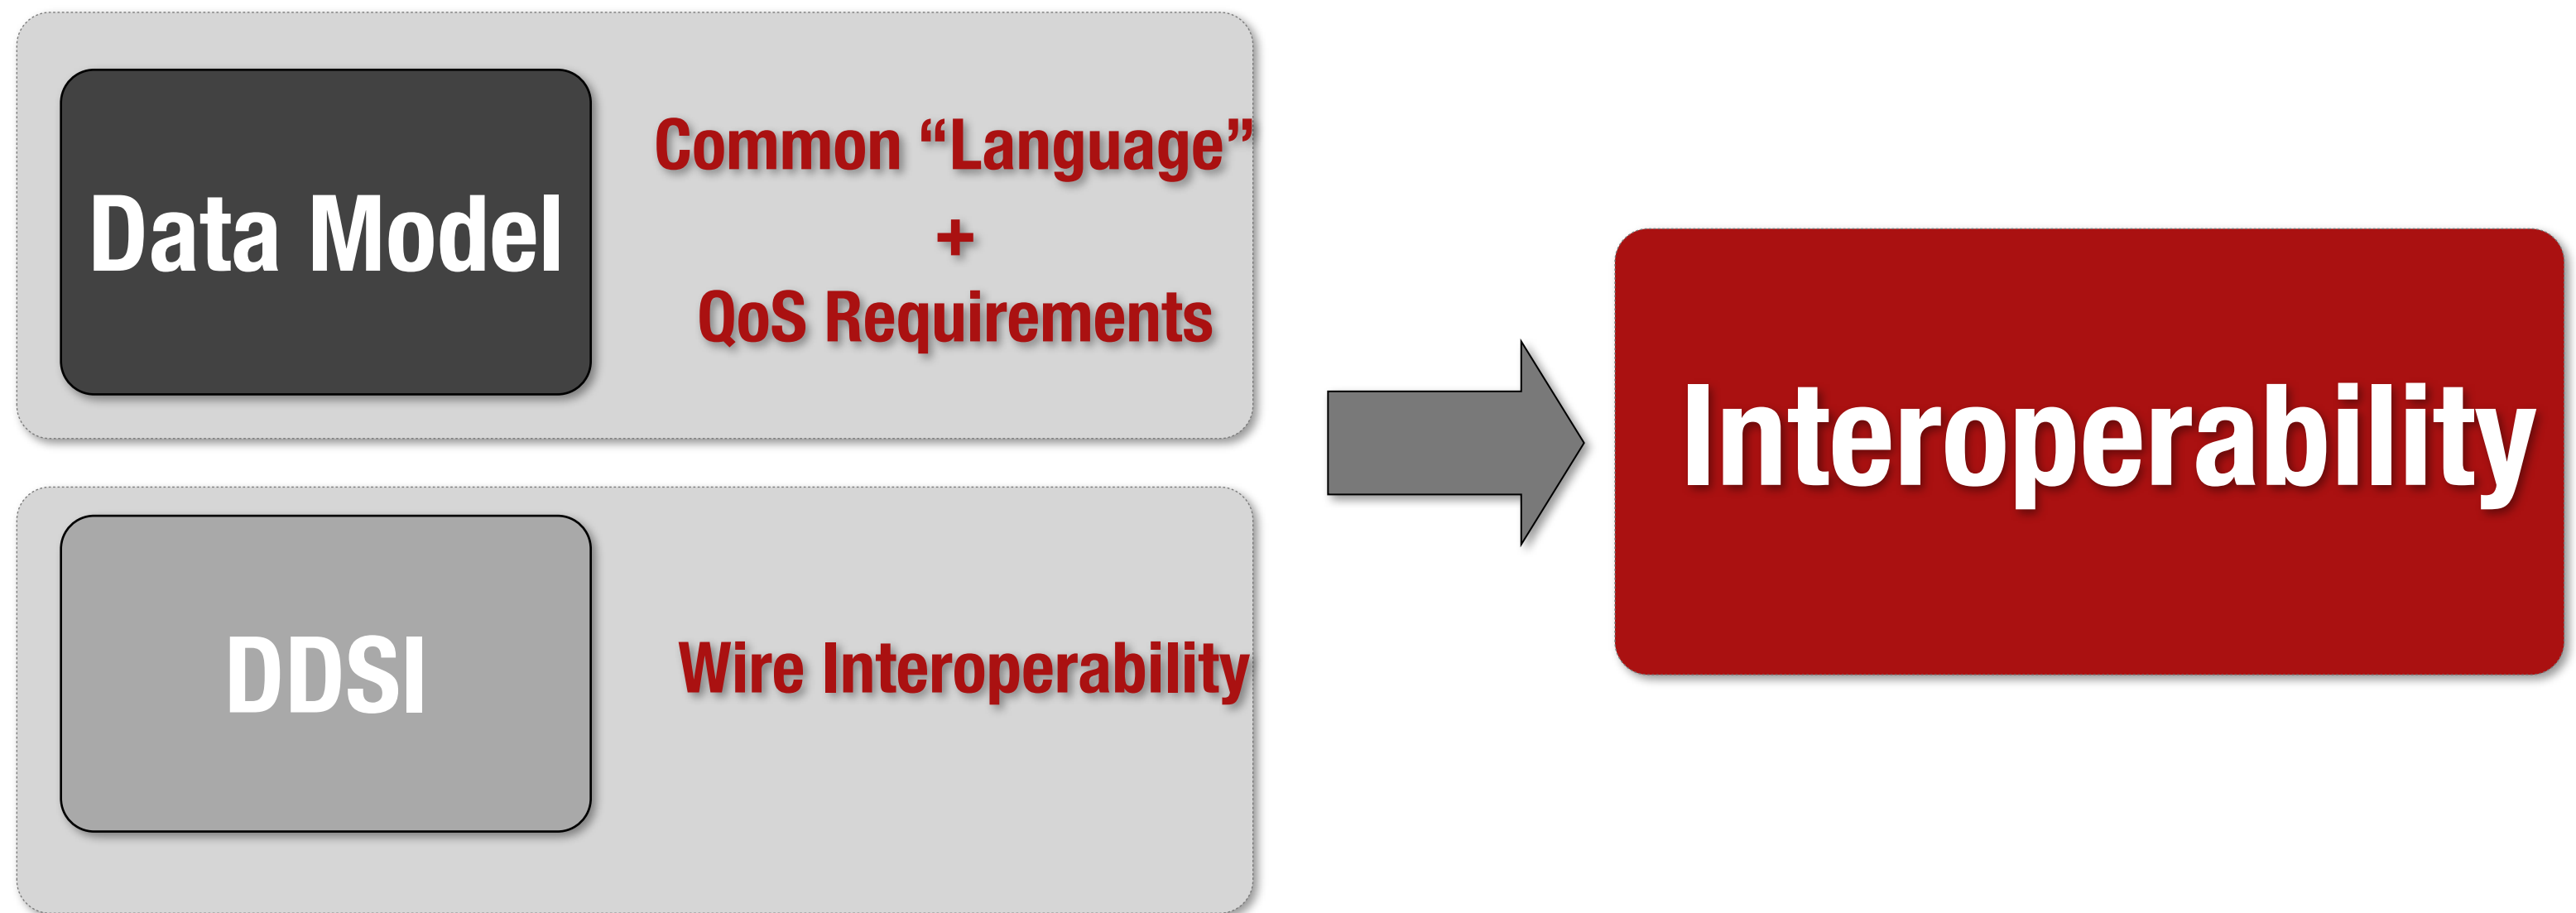 Data Model
Common “Language”
+
QoS Requirements
DDSI
Wire Interoperability
Interoperability